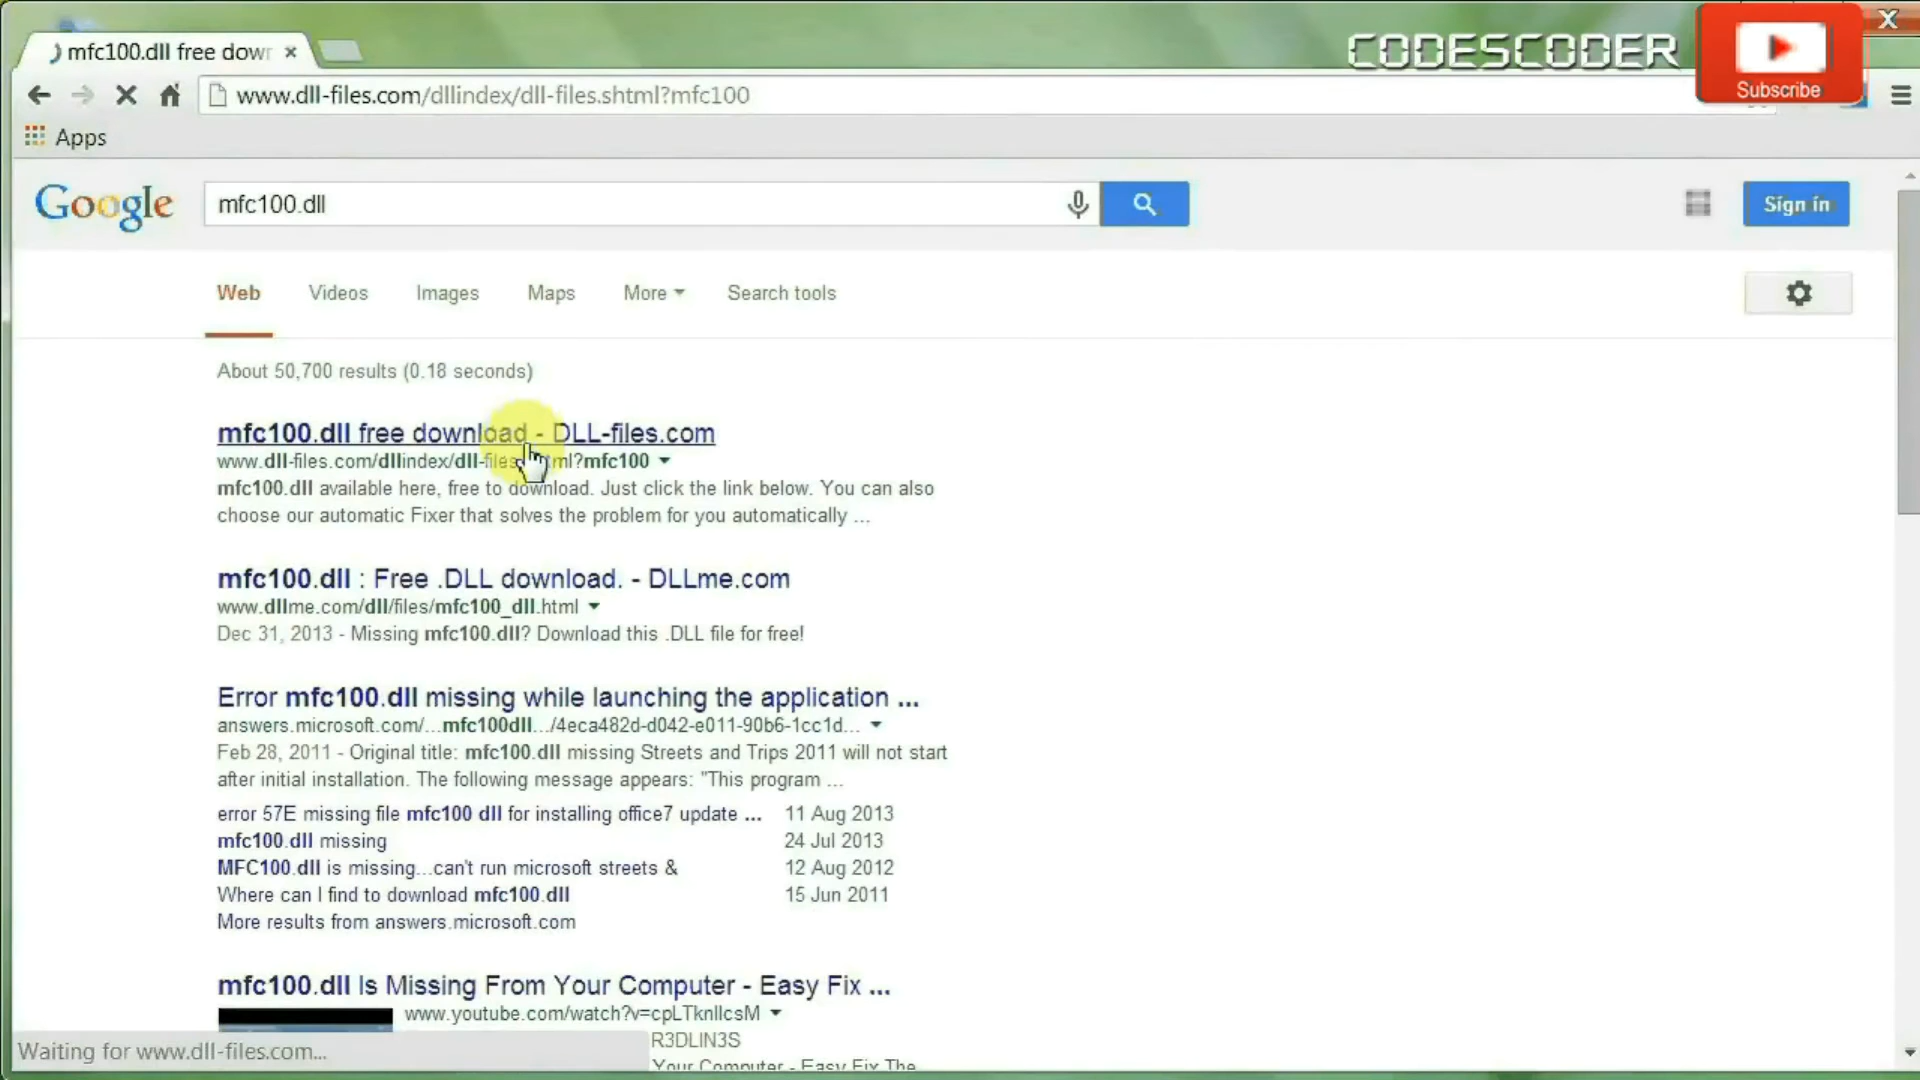 mfc100.dll free dowr
CODESCODER
Subscribe
www.dll-files.com/dllindex/dll-files.shtml?mfc100
Apps
Google
mfc100.dll
Sign in
Web Videos Images Maps More Search tools
About 50,700 results (0.18 seconds)
mfc100.dll free download - DLL-files.com
www.dll-files.com/dllindex/dll-files ml?mfc100
mfc100.dll available here, free to download. Just click the link below. You can also
choose our automatic Fixer that solves the problem for you automatically ...
mfc100.dll : Free .DLL download. - DLLme.com
www.dllme.com/dll/files/mfc100_dll.html
Dec 31, 2013 - Missing mfc100.dll? Download this .DLL file for free!
Error mfc100.dll missing while launching the application ...
answers.microsoft.com/...mfc100dll.../4eca482d-d042-e011-90b6-1cc1d...
Feb 28, 2011 - Original title: mfc100.dll missing Streets and Trips 2011 will not start
after initial installation. The following message appears: "This program ...
error 57E missing file mfc100 dll for installing office7 update ... 11 Aug 2013
mfc100.dll missing 24 Jul 2013
MFC100.dll is missing...can't run microsoft streets & 12 Aug 2012
Where can I find to download mfc100.dll 15 Jun 2011
More results from answers.microsoft.com
mfc100.dll Is Missing From Your Computer - Easy Fix ...
www.youtube.com/watch?v=cpLTknllcsM
R3DLIN3S
Your Computer - Easy Fix The
Waiting for www.dll-files.com...